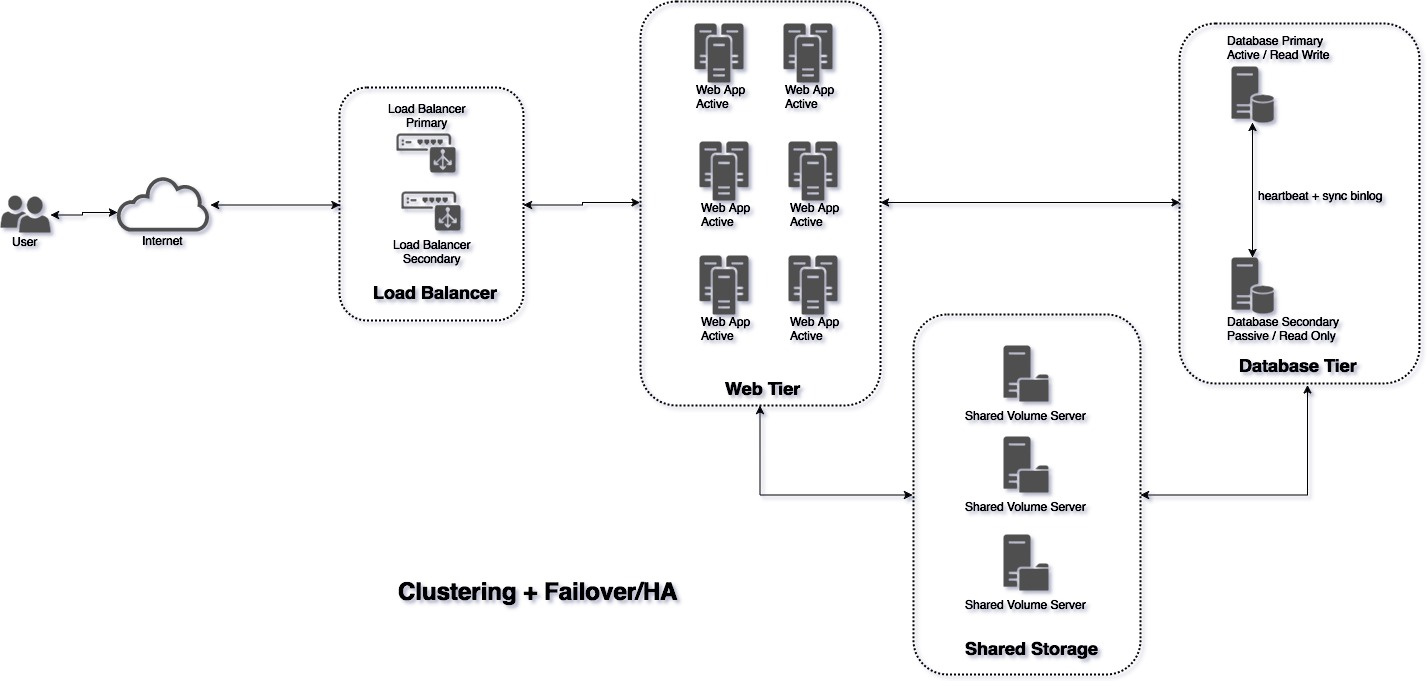 User
Internet
Load Balancer
Primary
Load Balancer
Secondary
Load Balancer
Web App
Active
Web App
Active
Web App
Active
Web App
Active
Web App
Active
Web App
Active
Web Tier
Database Primary
Active / Read Write
heartbeat + sync binlog
Database Secondary
Passive / Read Only
Database Tier
Shared Volume Server
Shared Volume Server
Shared Volume Server
Shared Storage
Clustering + Failover/HA